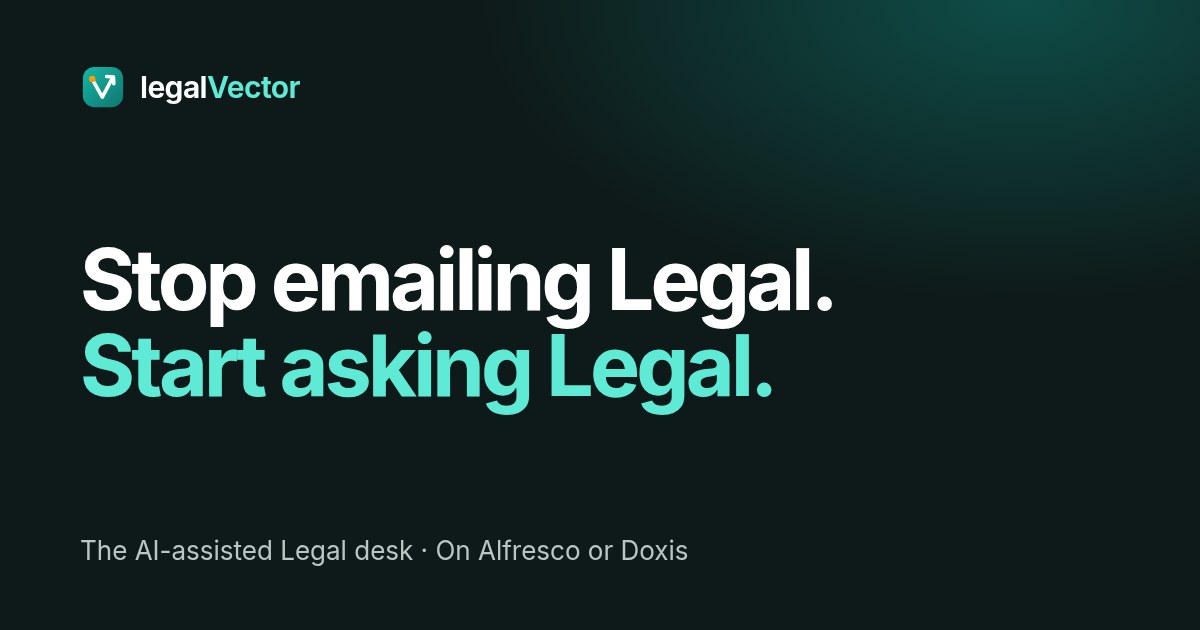 legalVector
Stop emailing Legal.
Start asking Legal.
The AI-assisted Legal desk · On Alfresco or Doxis